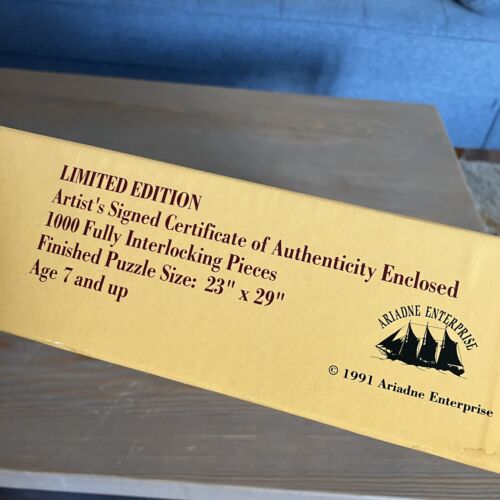 LIMITED EDITION
Artist's Signed Certificate of Authenticity Enclosed
1000 Fully Interlocking Pieces
Finished Puzzle Size: 23" x 29"
Age 7 and up
ARIADNE ENTERPRISE
© 1991 Ariadne Enterprise